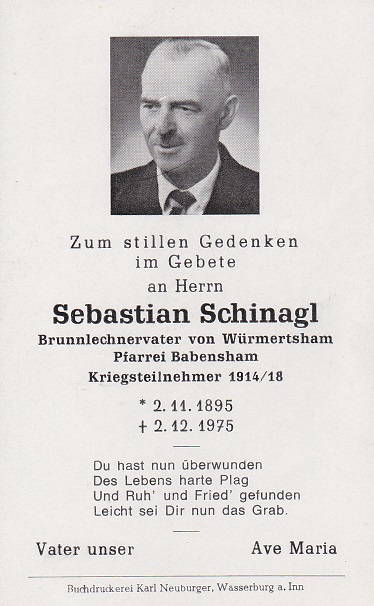 Zum stillen Gedenken
im Gebete
an Herrn
Sebastian Schinagl
Brunnlechnervater von Würmertsham
Pfarrei Babensham
Kriegsteilnehmer 1914/18
* 2. 11. 1895
† 2. 12. 1975
Du hast nun überwunden
Des Lebens harte Plag
Und Ruh' und Fried' gefunden
Leicht sei Dir nun das Grab.
Vater unser Ave Maria
Buchdruckerei Karl Neuburger, Wasserburg a. Inn